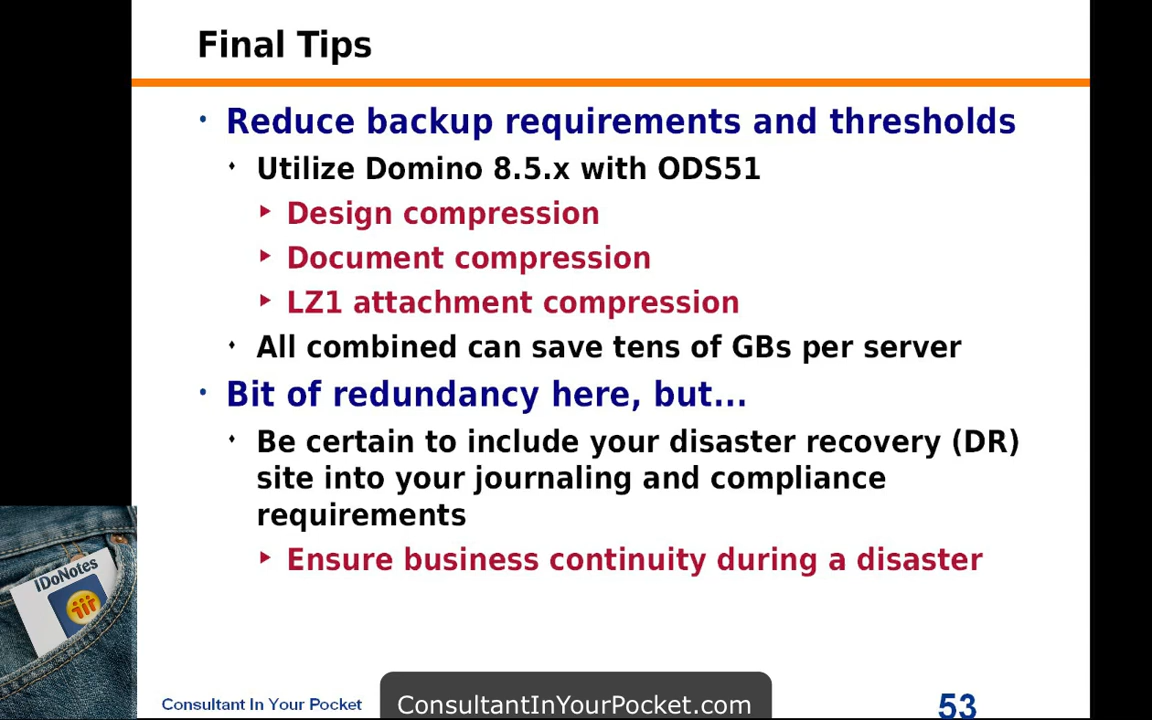 Final Tips
Reduce backup requirements and thresholds
Utilize Domino 8.5.x with ODS51
Design compression
Document compression
LZ1 attachment compression
All combined can save tens of GBs per server
Bit of redundancy here, but...
Be certain to include your disaster recovery (DR)
site into your journaling and compliance
requirements
Ensure business continuity during a disaster
IDoNotes
Consultant In Your Pocket
ConsultantInYourPocket.com
53